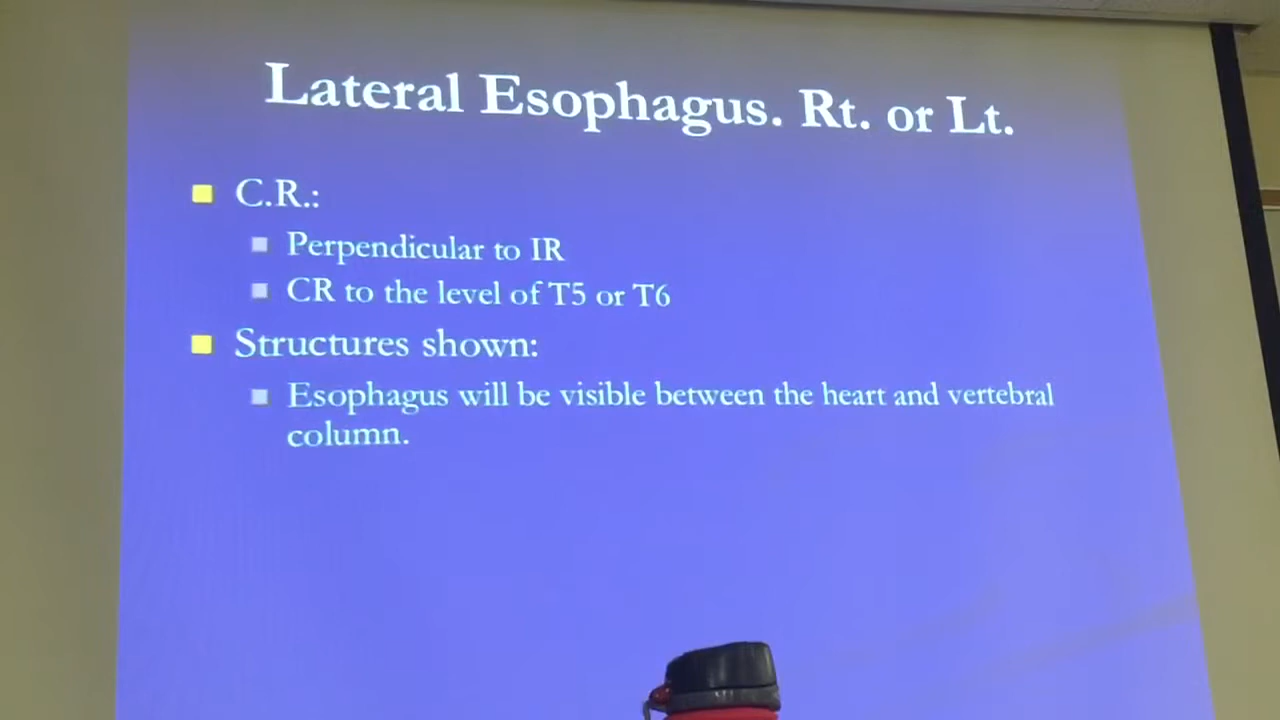 Lateral Esophagus. Rt. or Lt.
C.R.:
Perpendicular to IR
CR to the level of T5 or T6
Structures shown:
Esophagus will be visible between the heart and vertebral
column.